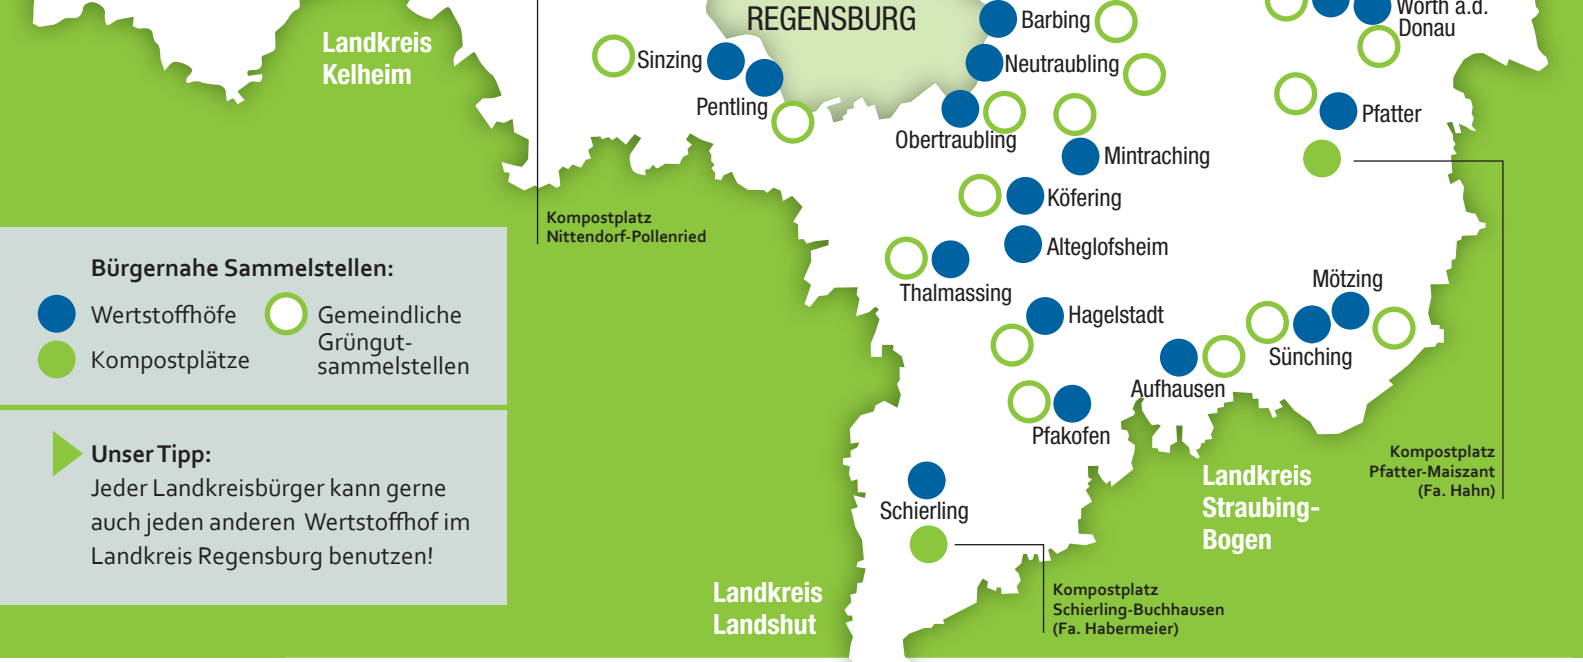 REGENSBURG
Barbing
Wörth a.d.
Donau
Landkreis
Kelheim
Sinzing
Neutraubling
Pentling
Pfatter
Obertraubling
Mintraching
Köfering
Kompostplatz
Nittendorf-Pollenried
Alteglofsheim
Thalmassing
Mötzing
Hagelstadt
Sünching
Aufhausen
Pfakofen
Bürgernahe Sammelstellen:
Wertstoffhöfe
Kompostplätze
Gemeindliche
Grüngut-
sammelstellen
Unser Tipp:
Jeder Landkreisbürger kann gerne
auch jeden anderen Wertstoffhof im
Landkreis Regensburg benutzen!
Kompostplatz
Pfatter-Maiszant
(Fa. Hahn)
Landkreis
Straubing-
Bogen
Schierling
Landkreis
Landshut
Kompostplatz
Schierling-Buchhausen
(Fa. Habermeier)